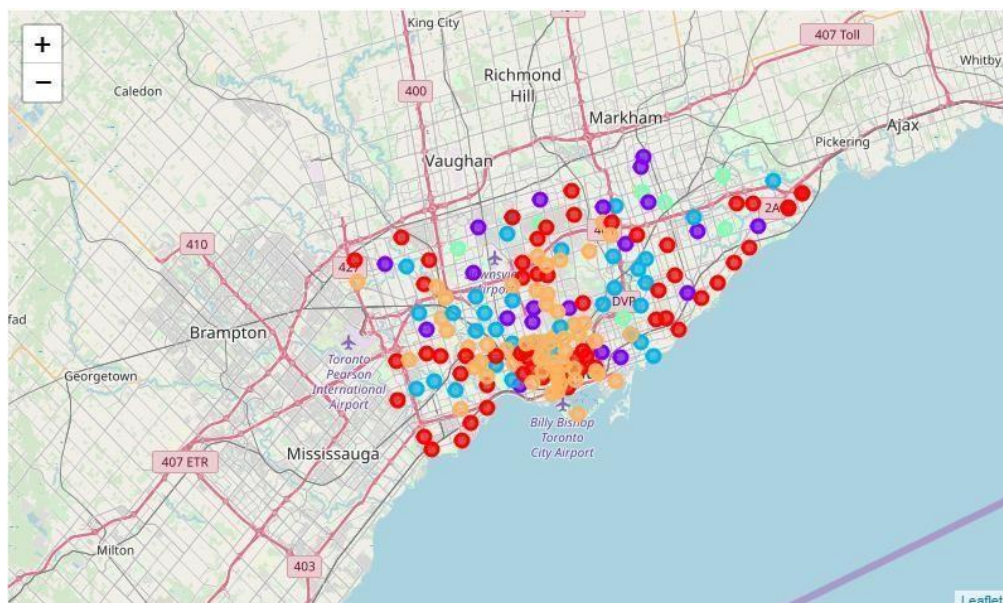 +
−
King City
407 Toll
Whitby
Richmond
Hill
Caledon
400
Markham
Ajax
Pickering
Vaughan
2A
410
427
Airport
DVP
Brampton
Toronto
Pearson
International
Airport
Georgetown
Billy Bishop
Toronto
City Airport
Mississauga
407 ETR
Milton
403
Leaflet